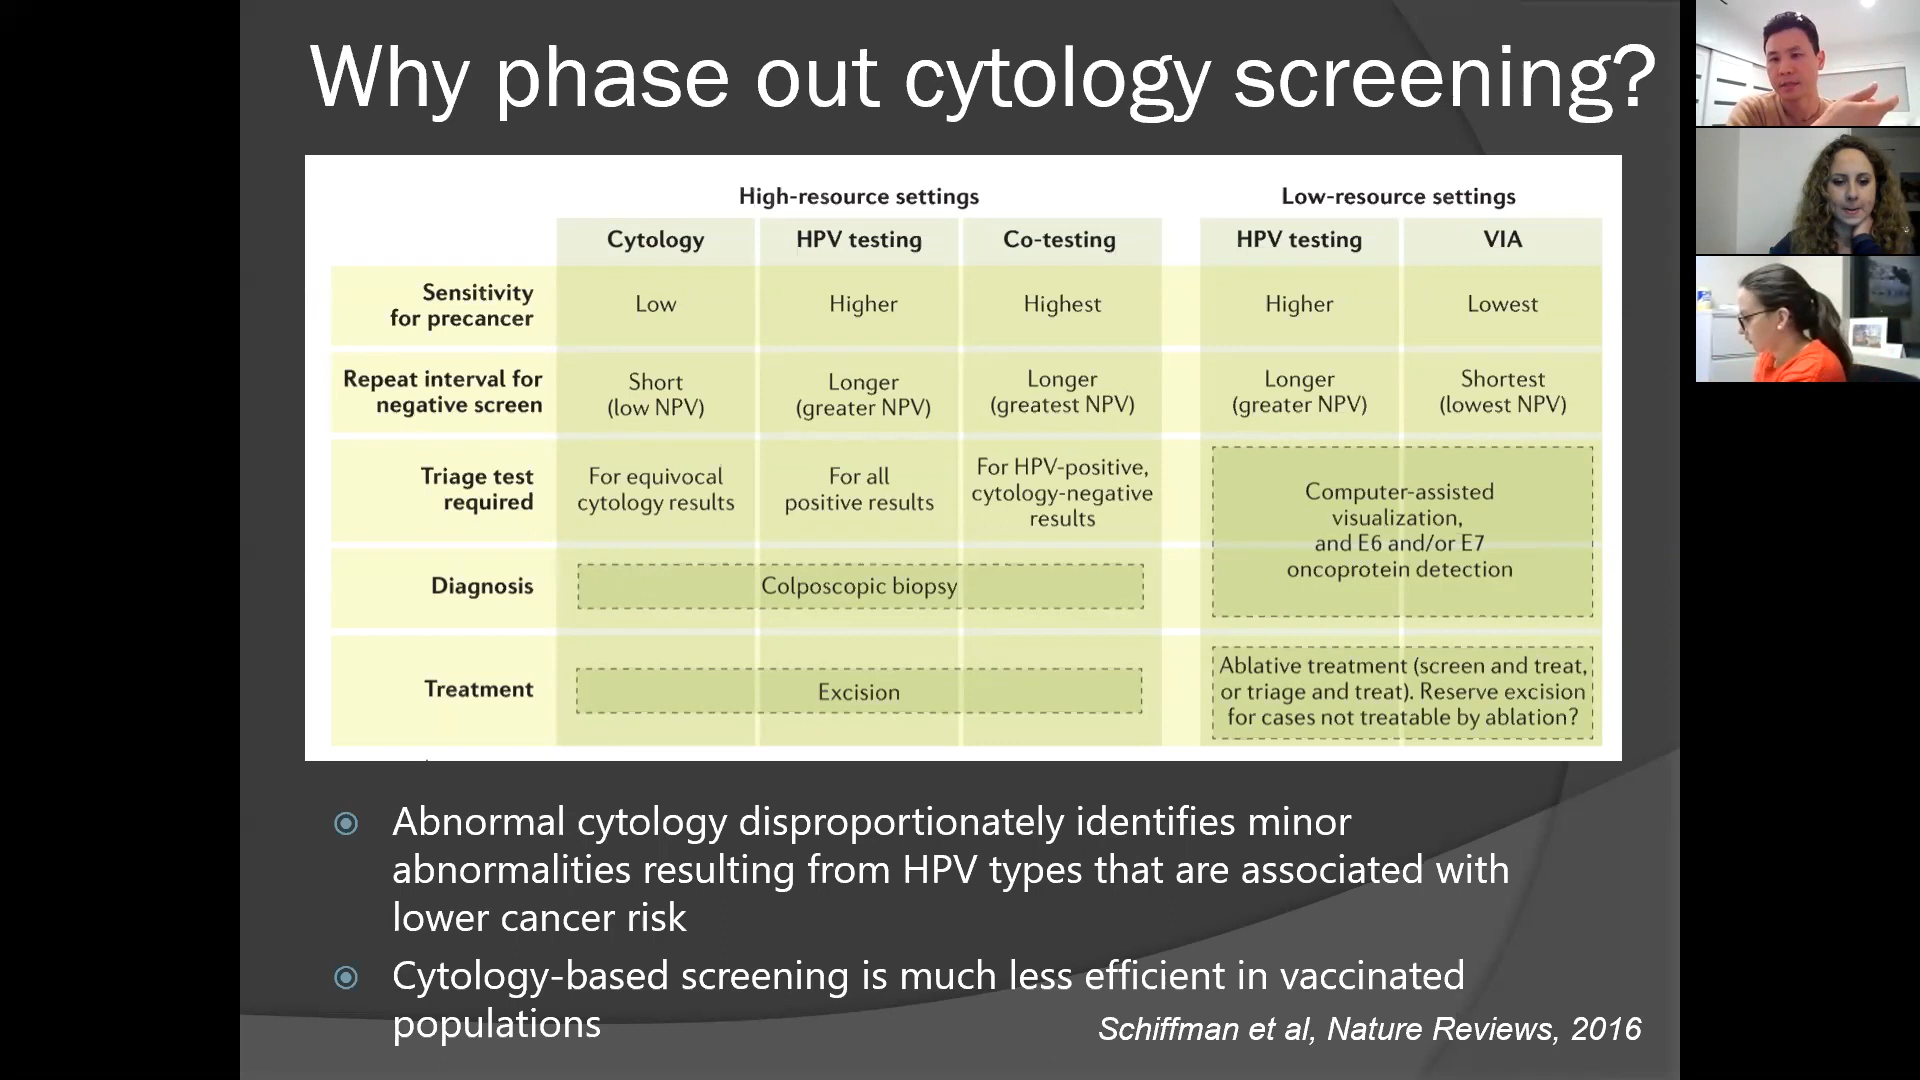 Why phase out cytology screening?
High-resource settings
Low-resource settings
Cytology
HPV testing
Co-testing
HPV testing
VIA
Sensitivity
for precancer
Low
Higher
Highest
Higher
Lowest
Repeat interval for
negative screen
Short
(low NPV)
Longer
(greater NPV)
Longer
(greatest NPV)
Longer
(greater NPV)
Shortest
(lowest NPV)
Triage test
required
For equivocal
cytology results
For all
positive results
For HPV-positive,
cytology-negative
results
Computer-assisted
visualization,
and E6 and/or E7
oncoprotein detection
Diagnosis
Colposcopic biopsy
Treatment
Excision
Ablative treatment (screen and treat,
or triage and treat). Reserve excision
for cases not treatable by ablation?
Abnormal cytology disproportionately identifies minor
abnormalities resulting from HPV types that are associated with
lower cancer risk
Cytology-based screening is much less efficient in vaccinated
populations
Schiffman et al, Nature Reviews, 2016